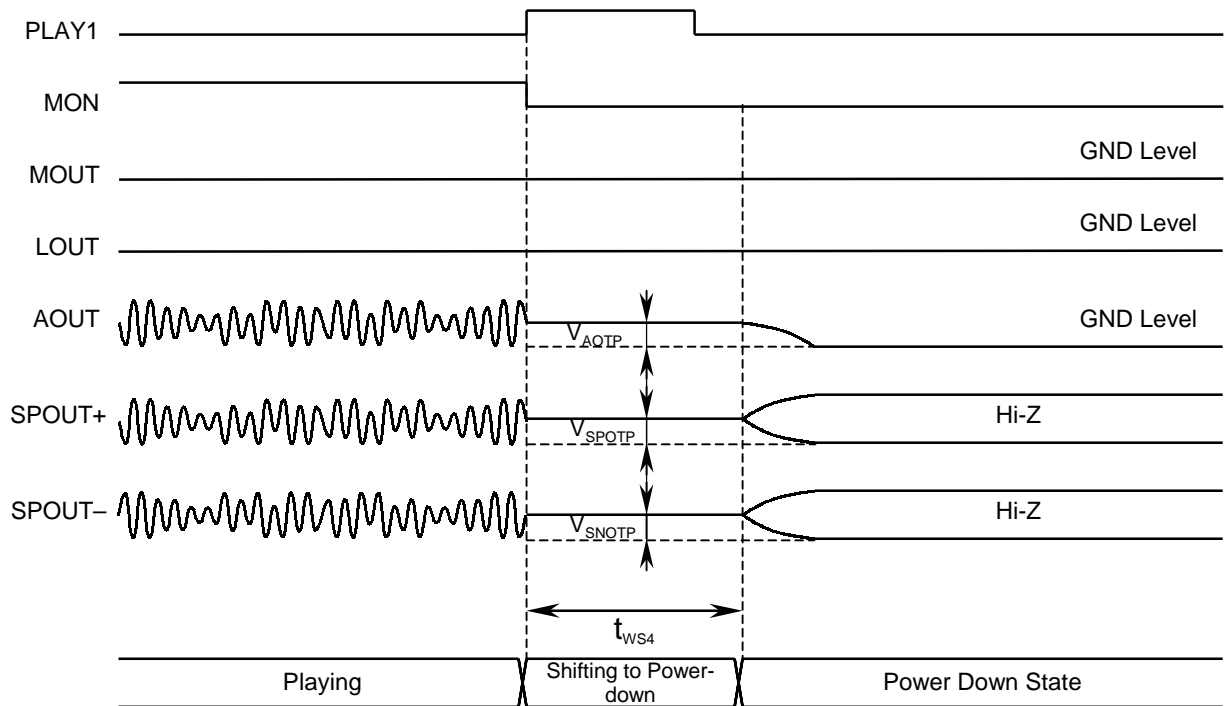 PLAY1
MON
GND Level
MOUT
GND Level
LOUT
AOUT
GND Level
VAOTP
SPOUT+
Hi-Z
VSPOTP
SPOUT–
Hi-Z
VSNOTP
tWS4
Playing
Shifting to Power-
down
Power Down State